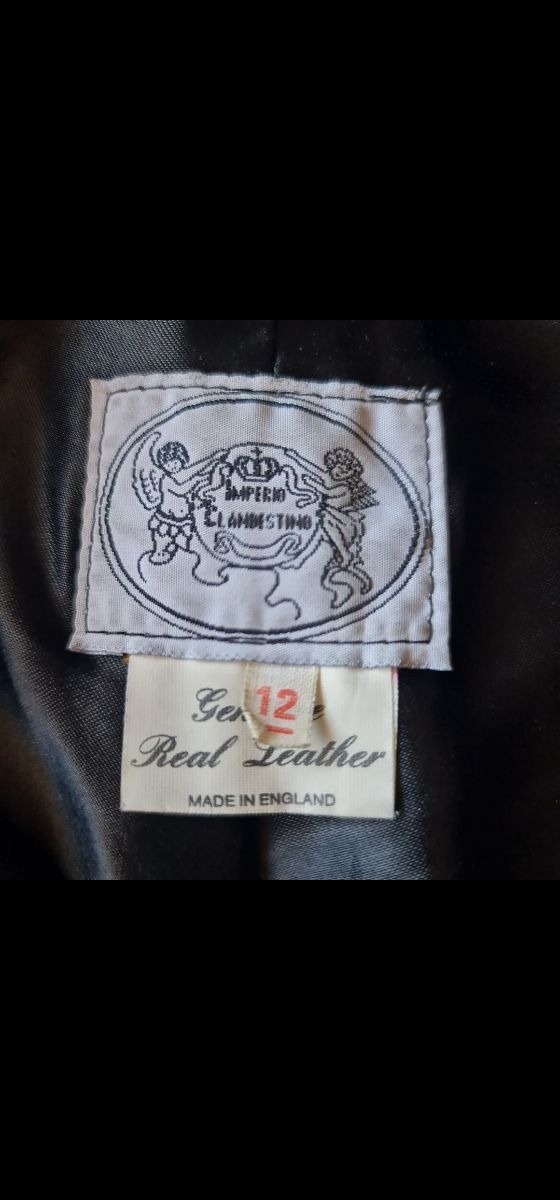 IMPERIO
CLANDESTINO
12
Real Leather
MADE IN ENGLAND